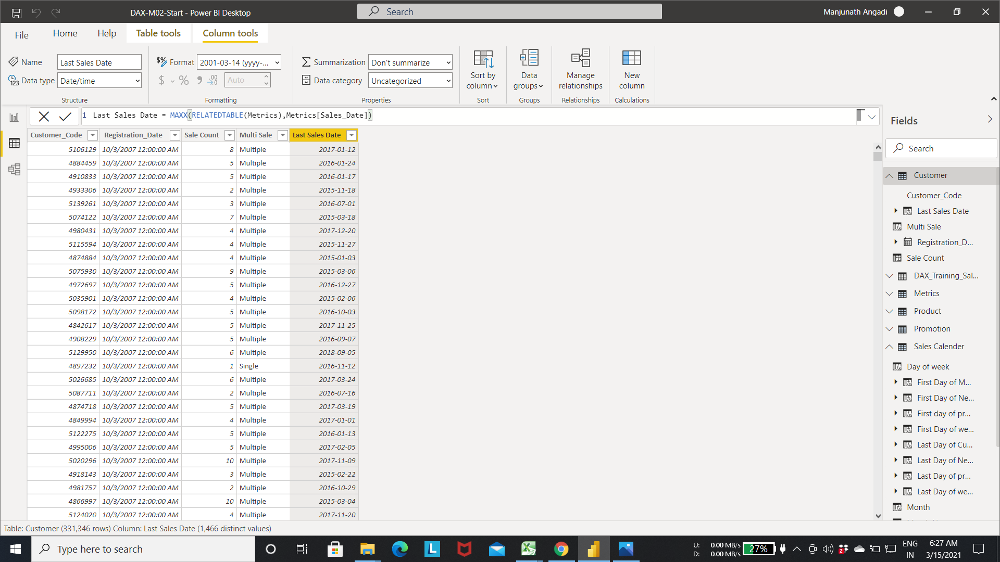 DAX-M02-Start - Power BI Desktop
Search
Manjunath Angadi
File
Home
Help
Table tools
Column tools
Name
Last Sales Date
Format
2001-03-14 (yyyy-...
Summarization
Don't summarize
Data type
Date/time
$ % 9 .00
Auto
Data category
Uncategorized
Sort by
column
Data
groups
Manage
relationships
New
column
Structure
Formatting
Properties
Sort
Groups
Relationships
Calculations
1 Last Sales Date = MAXX(RELATEDTABLE(Metrics),Metrics[Sales_Date])
Customer_Code Registration_Date Sale Count Multi Sale Last Sales Date
5106129 10/3/2007 12:00:00 AM 8 Multiple 2017-01-12
4884459 10/3/2007 12:00:00 AM 5 Multiple 2016-01-24
4910833 10/3/2007 12:00:00 AM 5 Multiple 2016-01-17
4933306 10/3/2007 12:00:00 AM 2 Multiple 2015-11-18
5139261 10/3/2007 12:00:00 AM 3 Multiple 2016-07-01
5074122 10/3/2007 12:00:00 AM 7 Multiple 2015-03-18
4980431 10/3/2007 12:00:00 AM 4 Multiple 2017-12-20
5115594 10/3/2007 12:00:00 AM 4 Multiple 2015-11-27
4874884 10/3/2007 12:00:00 AM 4 Multiple 2015-01-03
5075930 10/3/2007 12:00:00 AM 9 Multiple 2015-03-06
4972697 10/3/2007 12:00:00 AM 5 Multiple 2016-12-27
5035901 10/3/2007 12:00:00 AM 4 Multiple 2015-02-06
5098172 10/3/2007 12:00:00 AM 5 Multiple 2016-10-03
4842617 10/3/2007 12:00:00 AM 5 Multiple 2017-11-25
4908229 10/3/2007 12:00:00 AM 5 Multiple 2016-09-07
5129950 10/3/2007 12:00:00 AM 6 Multiple 2018-09-05
4897232 10/3/2007 12:00:00 AM 1 Single 2016-11-12
5026685 10/3/2007 12:00:00 AM 6 Multiple 2017-03-24
5087711 10/3/2007 12:00:00 AM 2 Multiple 2016-07-16
4874718 10/3/2007 12:00:00 AM 5 Multiple 2017-03-19
4849994 10/3/2007 12:00:00 AM 4 Multiple 2017-01-01
5122275 10/3/2007 12:00:00 AM 5 Multiple 2016-01-13
4995006 10/3/2007 12:00:00 AM 5 Multiple 2017-02-05
5020296 10/3/2007 12:00:00 AM 10 Multiple 2017-11-09
4918143 10/3/2007 12:00:00 AM 3 Multiple 2015-02-22
4981757 10/3/2007 12:00:00 AM 2 Multiple 2016-10-29
4866997 10/3/2007 12:00:00 AM 10 Multiple 2015-03-04
5124020 10/3/2007 12:00:00 AM 4 Multiple 2017-11-20
Fields
Search
Customer
Customer_Code
Last Sales Date
Multi Sale
Registration_D...
Sale Count
DAX_Training_Sal...
Metrics
Product
Promotion
Sales Calender
Day of week
First Day of M...
First Day of Ne...
First day of pr...
First Day of we...
Last Day of Cu...
Last Day of Ne...
Last Day of pr...
Last Day of we...
Month
Table: Customer (331,346 rows) Column: Last Sales Date (1,466 distinct values)
Type here to search
U: 0.00 MB/s
D: 0.00 MB/s
27%
2
ENG
IN
6:27 AM
3/15/2021